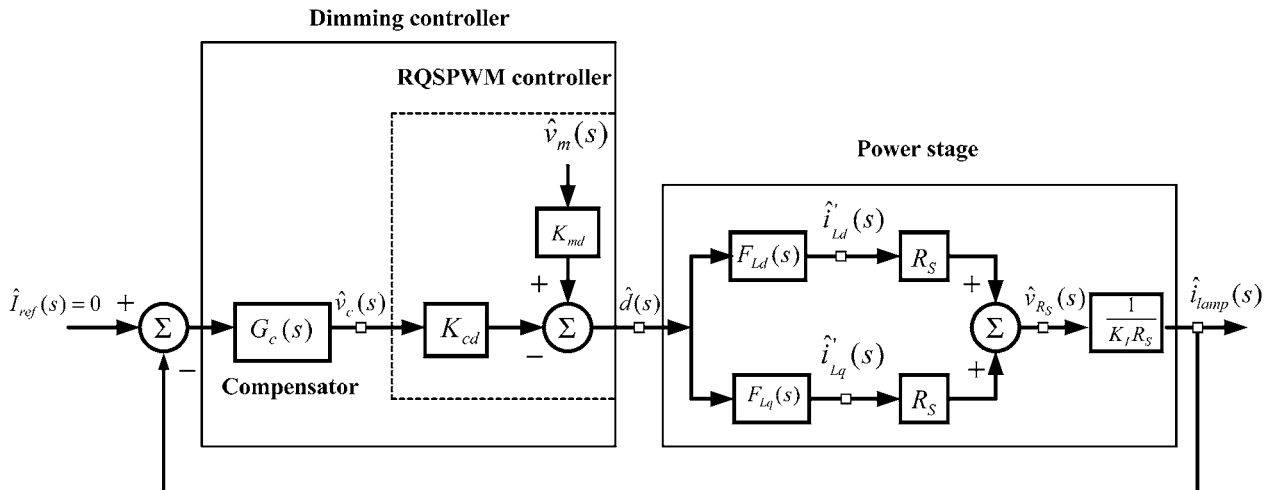 Dimming controller
RQSPWM controller
v̂_m(s)
Power stage
K_md
î'_Ld(s)
F_Ld(s)
R_S
Î_ref(s)=0
+
Σ
−
G_c(s)
v̂_c(s)
K_cd
+
−
Σ
d̂(s)
+
Σ
+
v̂_R_S(s)
1
K_I R_S
î_lamp(s)
Compensator
î'_Lq(s)
F_Lq(s)
R_S